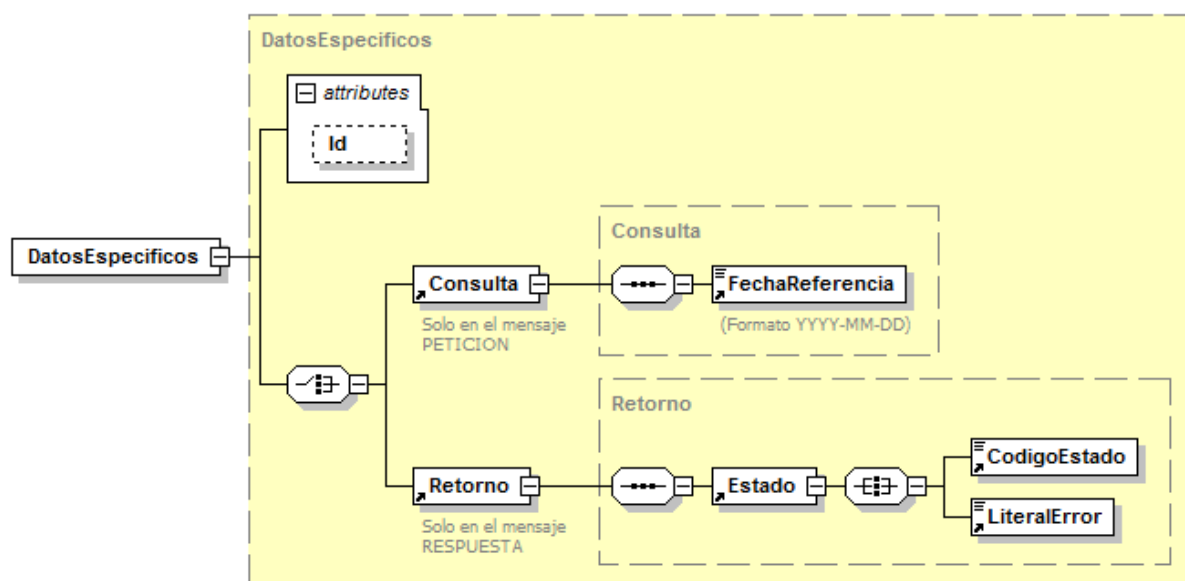 DatosEspecificos
attributes
Id
DatosEspecificos
Consulta
Consulta
FechaReferencia
Solo en el mensaje
PETICION
(Formato YYYY-MM-DD)
Retorno
CodigoEstado
Retorno
Estado
LiteralError
Solo en el mensaje
RESPUESTA